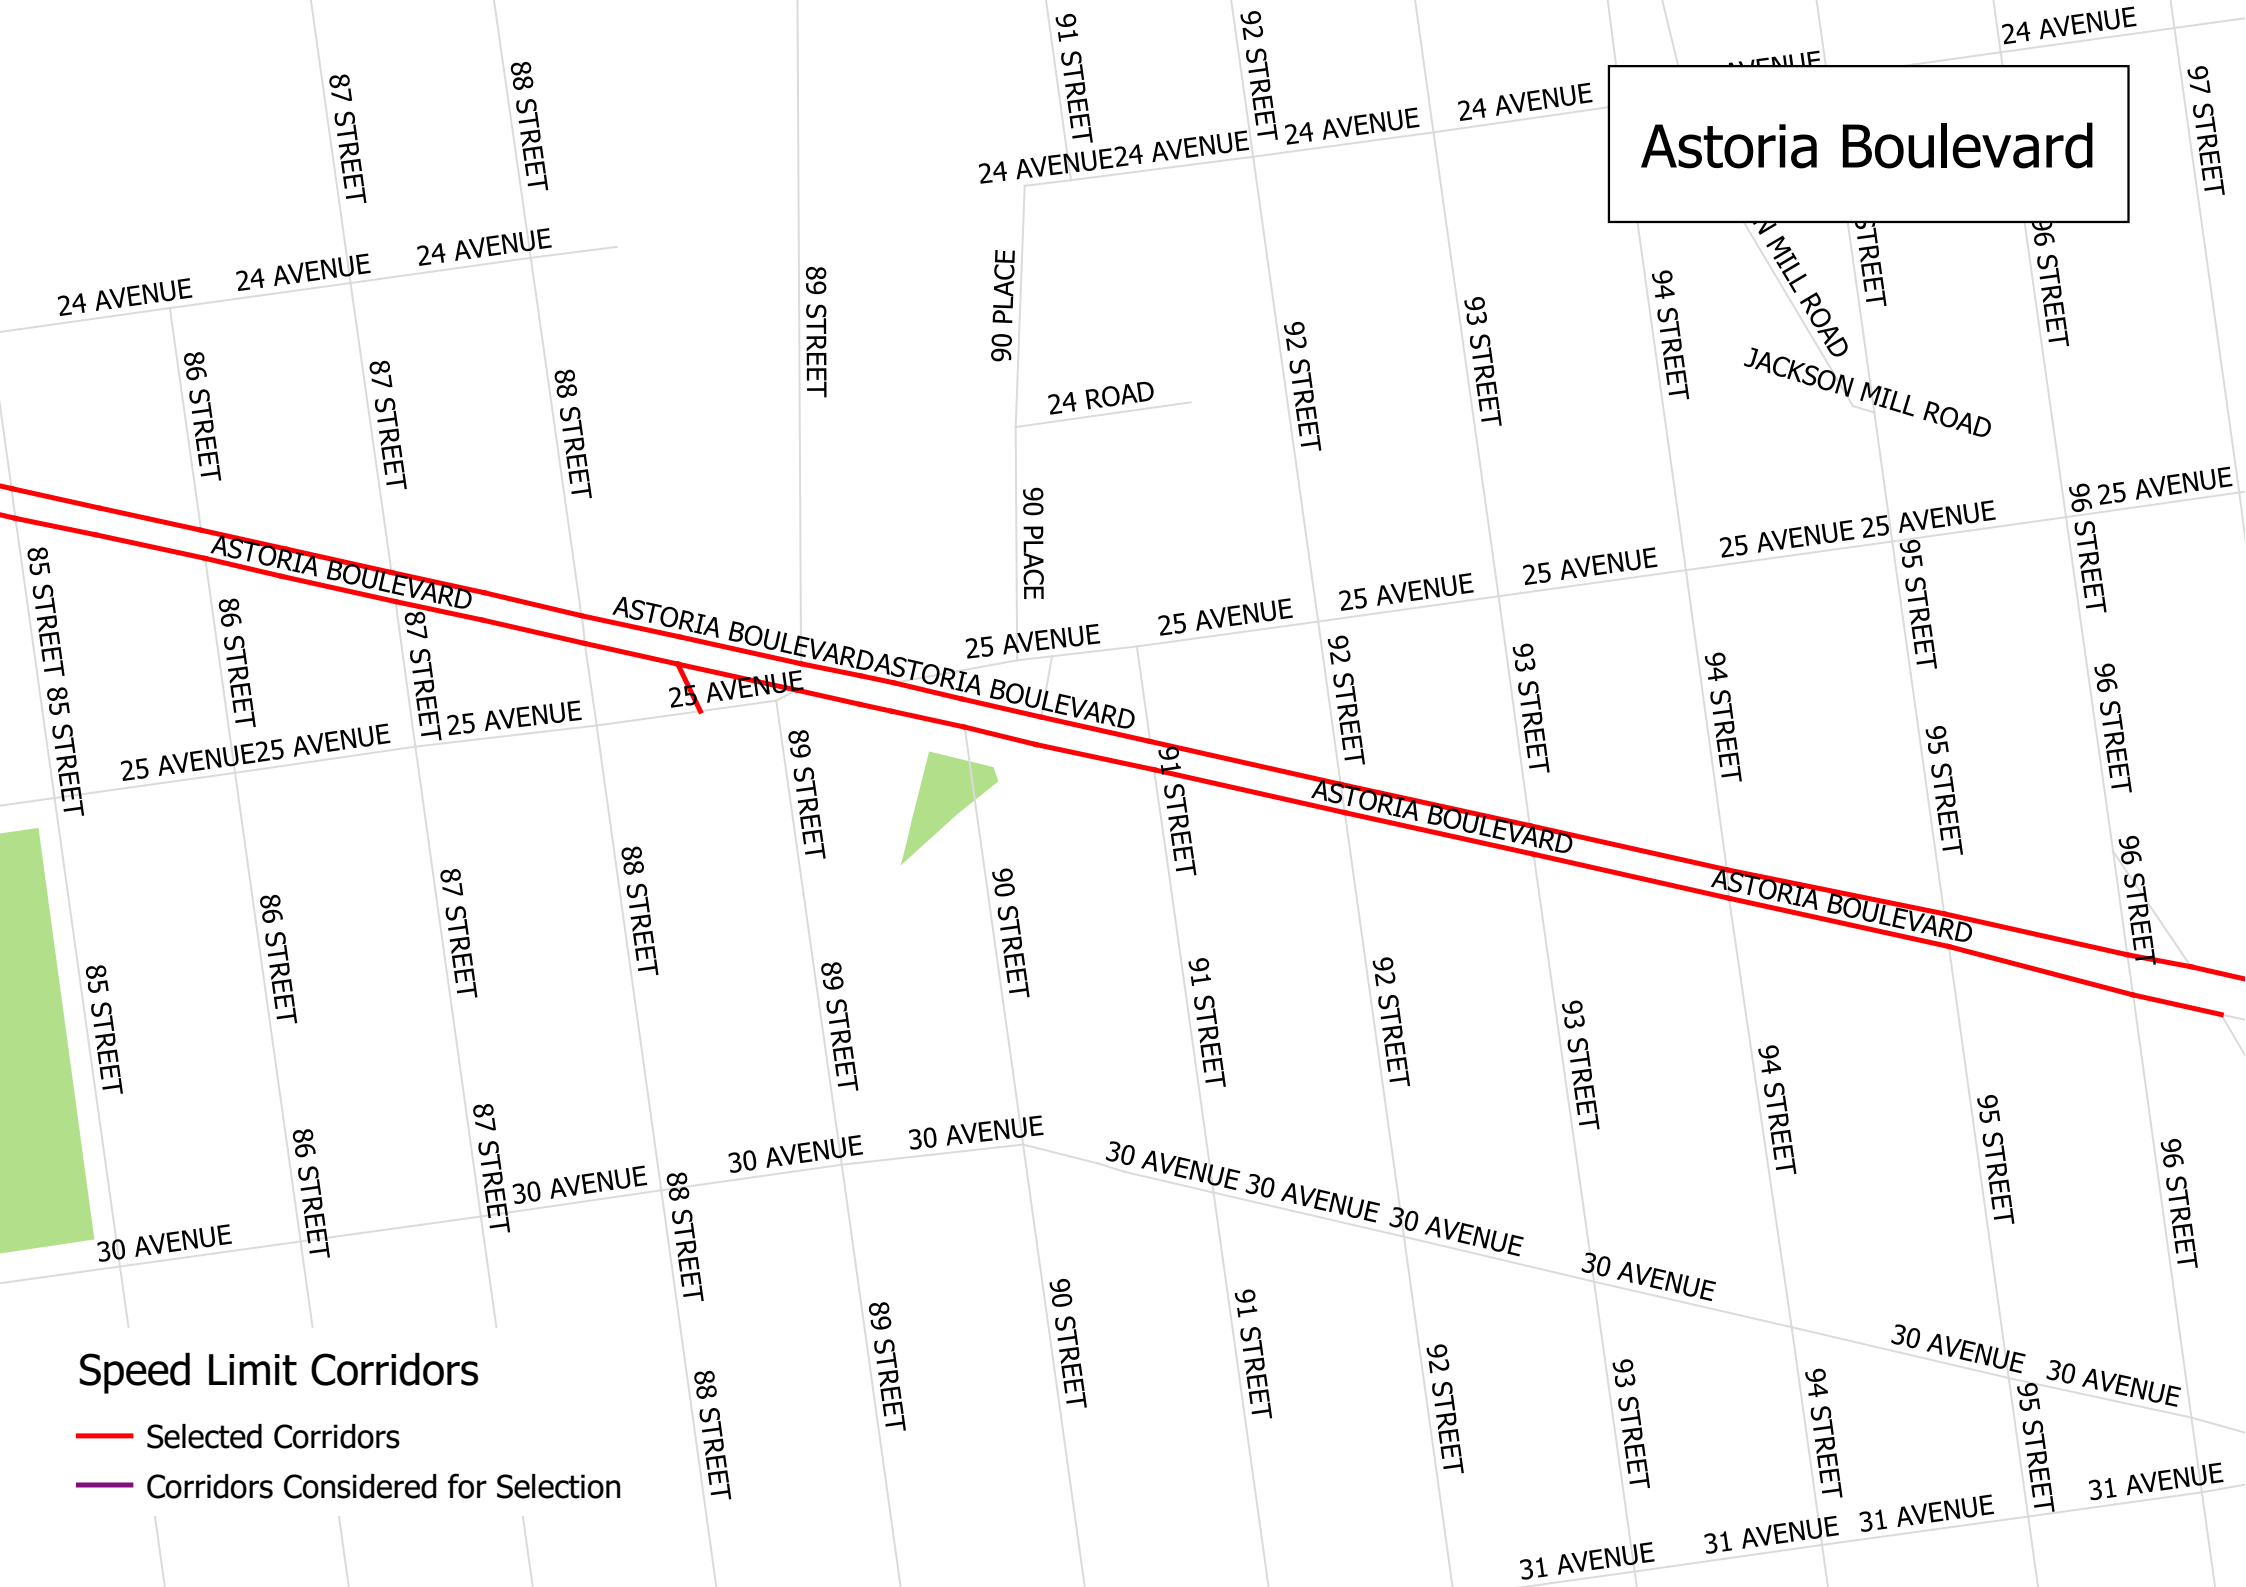 24 AVENUE
91 STREET
92 STREET
88 STREET
87 STREET
97 STREET
AVENUE
24 AVENUE
24 AVENUE
24 AVENUE
24 AVENUE
Astoria Boulevard
24 AVENUE
24 AVENUE
24 AVENUE
89 STREET
90 PLACE
N MILL ROAD
STREET
96 STREET
94 STREET
93 STREET
92 STREET
86 STREET
87 STREET
88 STREET
24 ROAD
JACKSON MILL ROAD
90 PLACE
25 AVENUE
96 STREET
25 AVENUE
25 AVENUE
25 AVENUE
25 AVENUE
25 AVENUE
25 AVENUE
95 STREET
ASTORIA BOULEVARD
ASTORIA BOULEVARD
ASTORIA BOULEVARD
85 STREET
86 STREET
87 STREET
25 AVENUE
92 STREET
93 STREET
94 STREET
96 STREET
85 STREET
25 AVENUE
25 AVENUE
25 AVENUE
89 STREET
91 STREET
95 STREET
ASTORIA BOULEVARD
ASTORIA BOULEVARD
96 STREET
88 STREET
87 STREET
86 STREET
90 STREET
85 STREET
89 STREET
91 STREET
92 STREET
93 STREET
94 STREET
95 STREET
96 STREET
86 STREET
87 STREET
30 AVENUE
30 AVENUE
30 AVENUE
30 AVENUE
30 AVENUE
30 AVENUE
30 AVENUE
30 AVENUE
88 STREET
89 STREET
90 STREET
91 STREET
92 STREET
93 STREET
94 STREET
95 STREET
30 AVENUE
30 AVENUE
88 STREET
31 AVENUE
31 AVENUE
31 AVENUE
31 AVENUE
Speed Limit Corridors
Selected Corridors
Corridors Considered for Selection